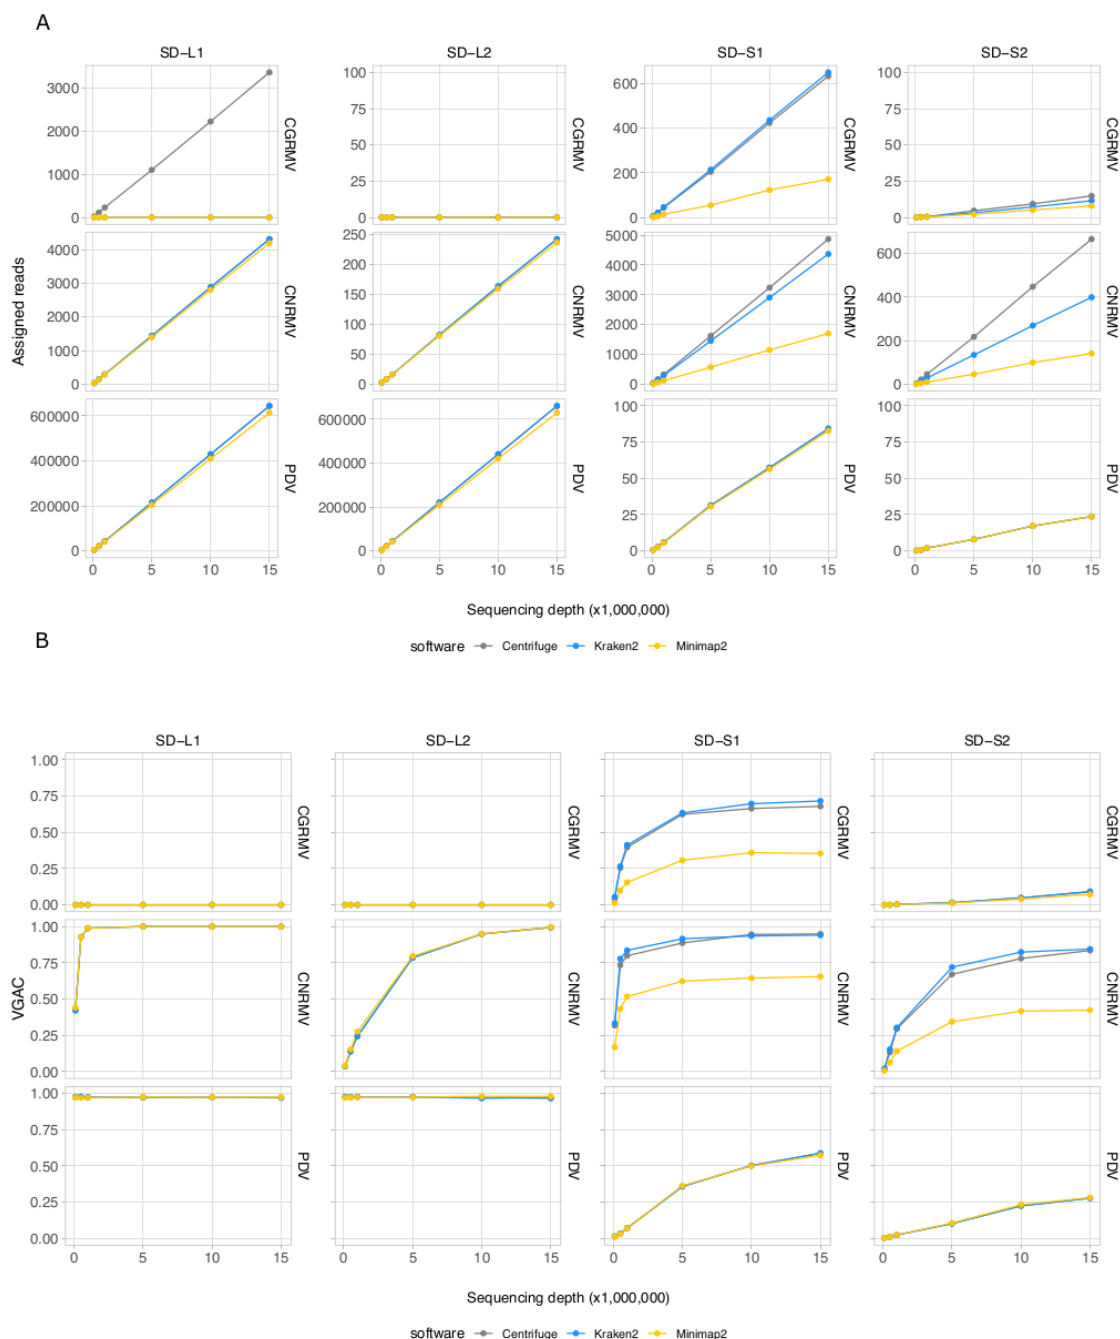 A
SD-L1 SD-L2 SD-S1 SD-S2
3000 2000 1000 0 CGRMV
100 75 50 25 0 CGRMV
600 400 200 0 CGRMV
100 75 50 25 0 CGRMV
Assigned reads
4000 3000 2000 1000 0 CNRMV
250 200 150 100 50 0 CNRMV
5000 4000 3000 2000 1000 0 CNRMV
600 400 200 0 CNRMV
600000 400000 200000 0 PDV
600000 400000 200000 0 PDV
100 75 50 25 0 PDV
100 75 50 25 0 PDV
0 5 10 15 0 5 10 15 0 5 10 15 0 5 10 15
Sequencing depth (x1,000,000)
software Centrifuge Kraken2 Minimap2
B
SD-L1 SD-L2 SD-S1 SD-S2
1.00 0.75 0.50 0.25 0.00 CGRMV CGRMV CGRMV CGRMV
VGAC
1.00 0.75 0.50 0.25 0.00 CNRMV CNRMV CNRMV CNRMV
1.00 0.75 0.50 0.25 0.00 PDV PDV PDV PDV
0 5 10 15 0 5 10 15 0 5 10 15 0 5 10 15
Sequencing depth (x1,000,000)
software Centrifuge Kraken2 Minimap2